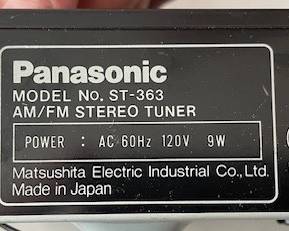 Panasonic
MODEL No. ST-363
AM/FM STEREO TUNER
POWER : AC 60Hz 120V 9W
Matsushita Electric Industrial Co., Ltd.
Made in Japan